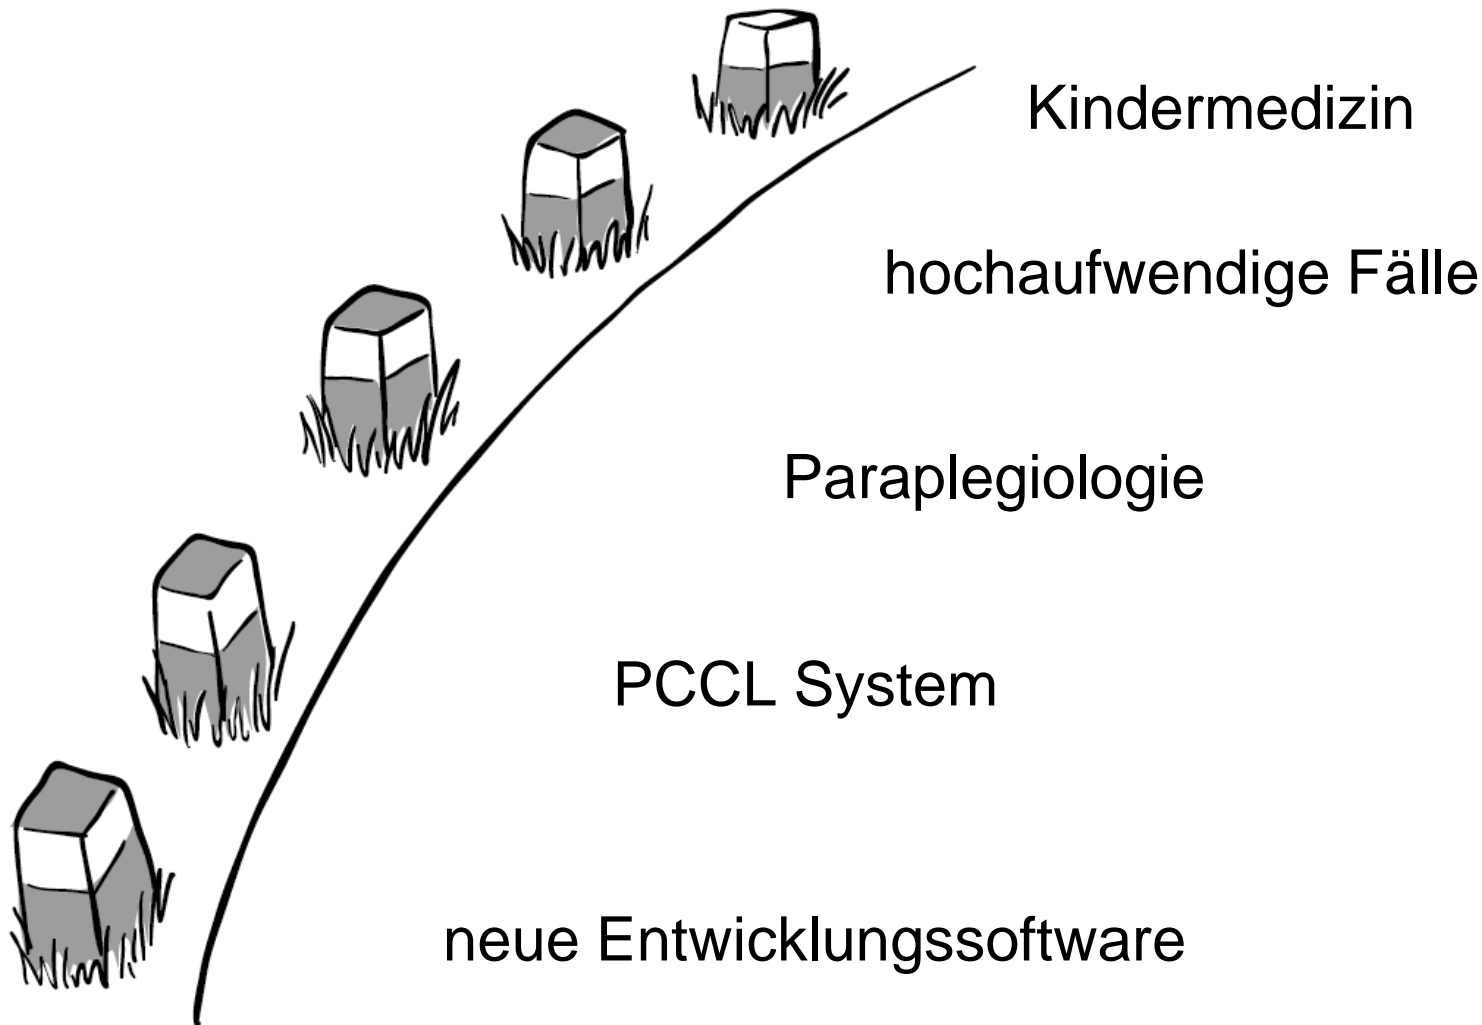 Kindermedizin
hochaufwendige Fälle
Paraplegiologie
PCCL System
neue Entwicklungssoftware